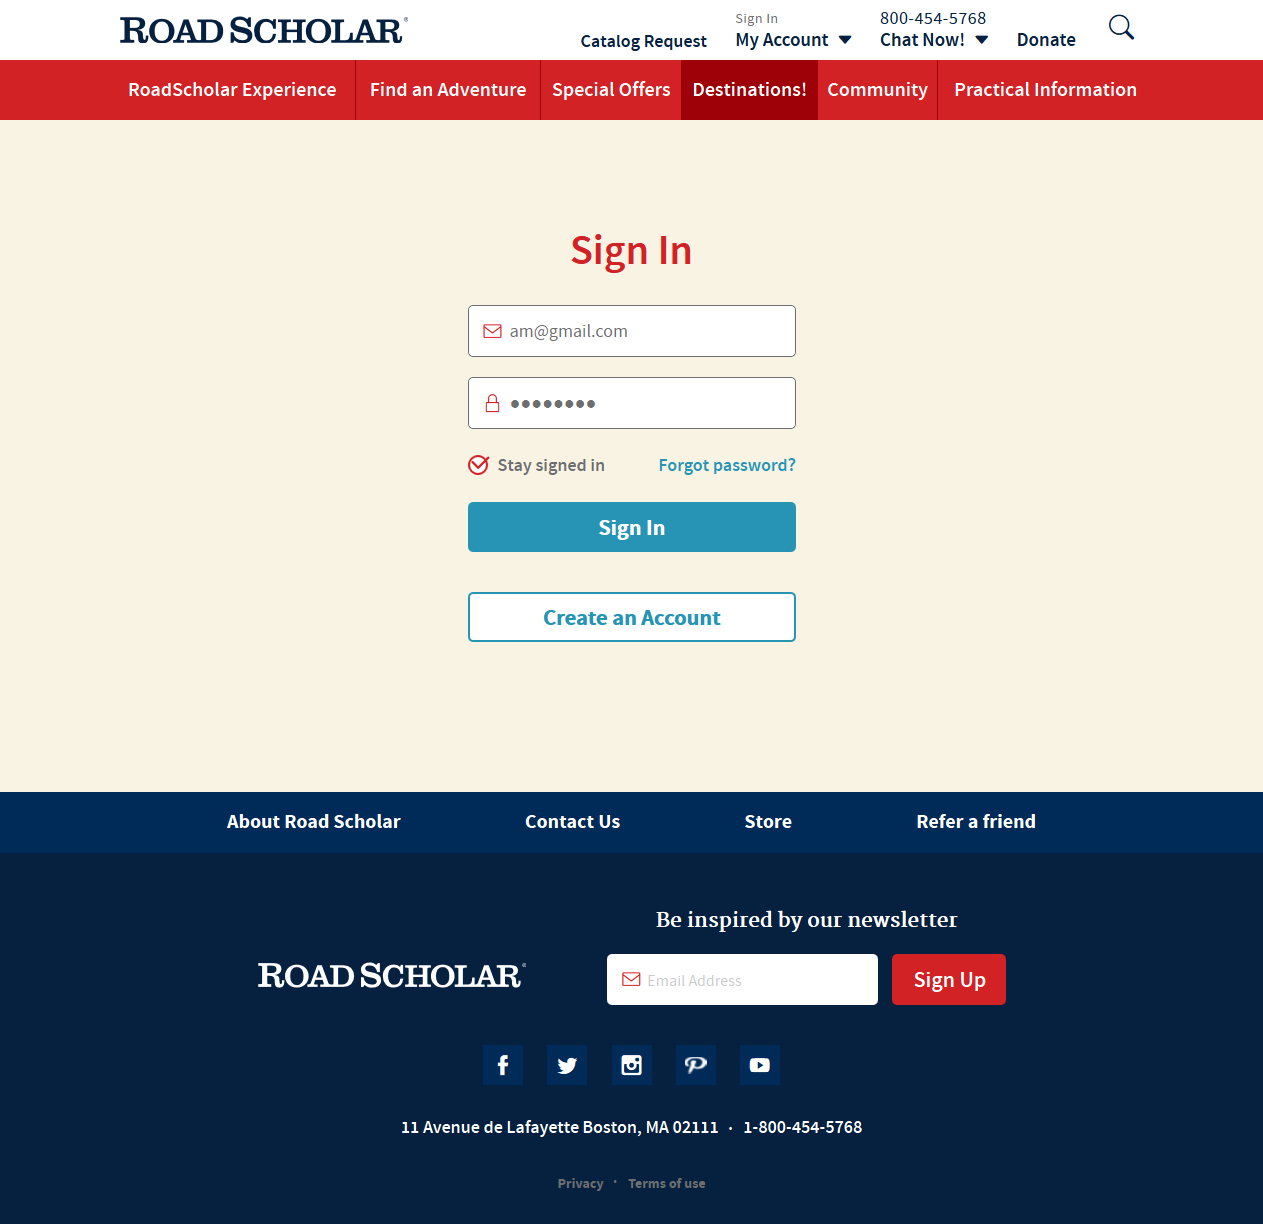 ROAD SCHOLAR®
Sign In
800-454-5768
Catalog Request
My Account
Chat Now!
Donate
RoadScholar Experience
Find an Adventure
Special Offers
Destinations!
Community
Practical Information
Sign In
am@gmail.com
●●●●●●●●
Stay signed in
Forgot password?
Sign In
Create an Account
About Road Scholar
Contact Us
Store
Refer a friend
Be inspired by our newsletter
ROAD SCHOLAR®
Email Address
Sign Up
11 Avenue de Lafayette Boston, MA 02111 · 1-800-454-5768
Privacy · Terms of use